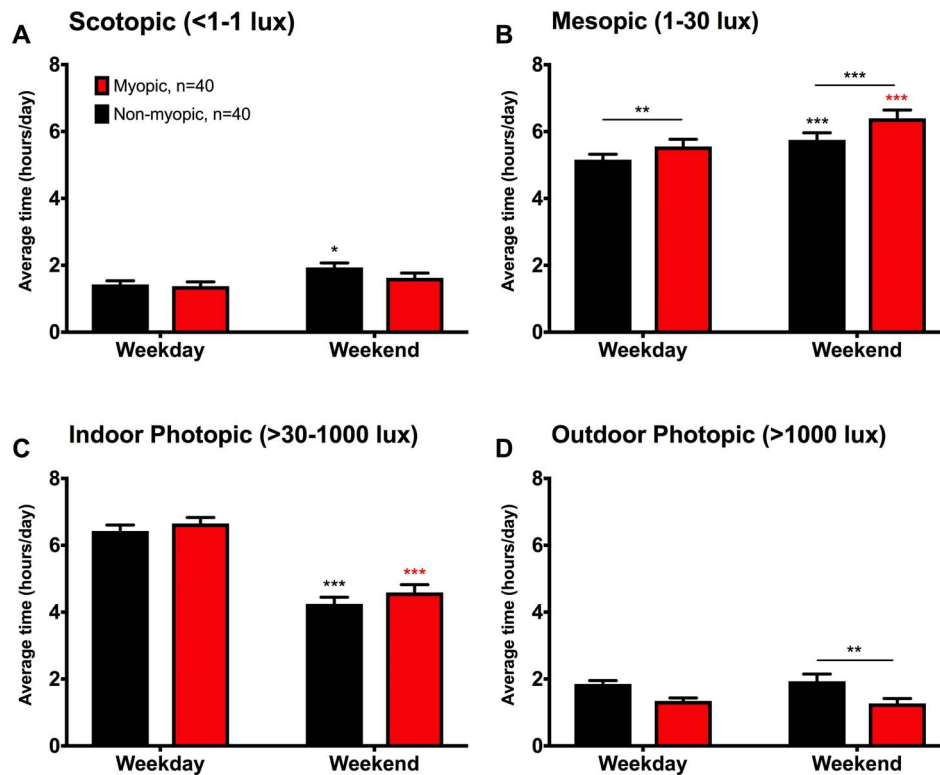 A Scotopic (<1-1 lux)
Average time (hours/day)
8
6
4
2
0
Myopic, n=40
Non-myopic, n=40
*
Weekday Weekend
B Mesopic (1-30 lux)
Average time (hours/day)
8
6
4
2
0
**
***
*** ***
Weekday Weekend
C Indoor Photopic (>30-1000 lux)
Average time (hours/day)
8
6
4
2
0
*** ***
Weekday Weekend
D Outdoor Photopic (>1000 lux)
Average time (hours/day)
8
6
4
2
0
**
Weekday Weekend